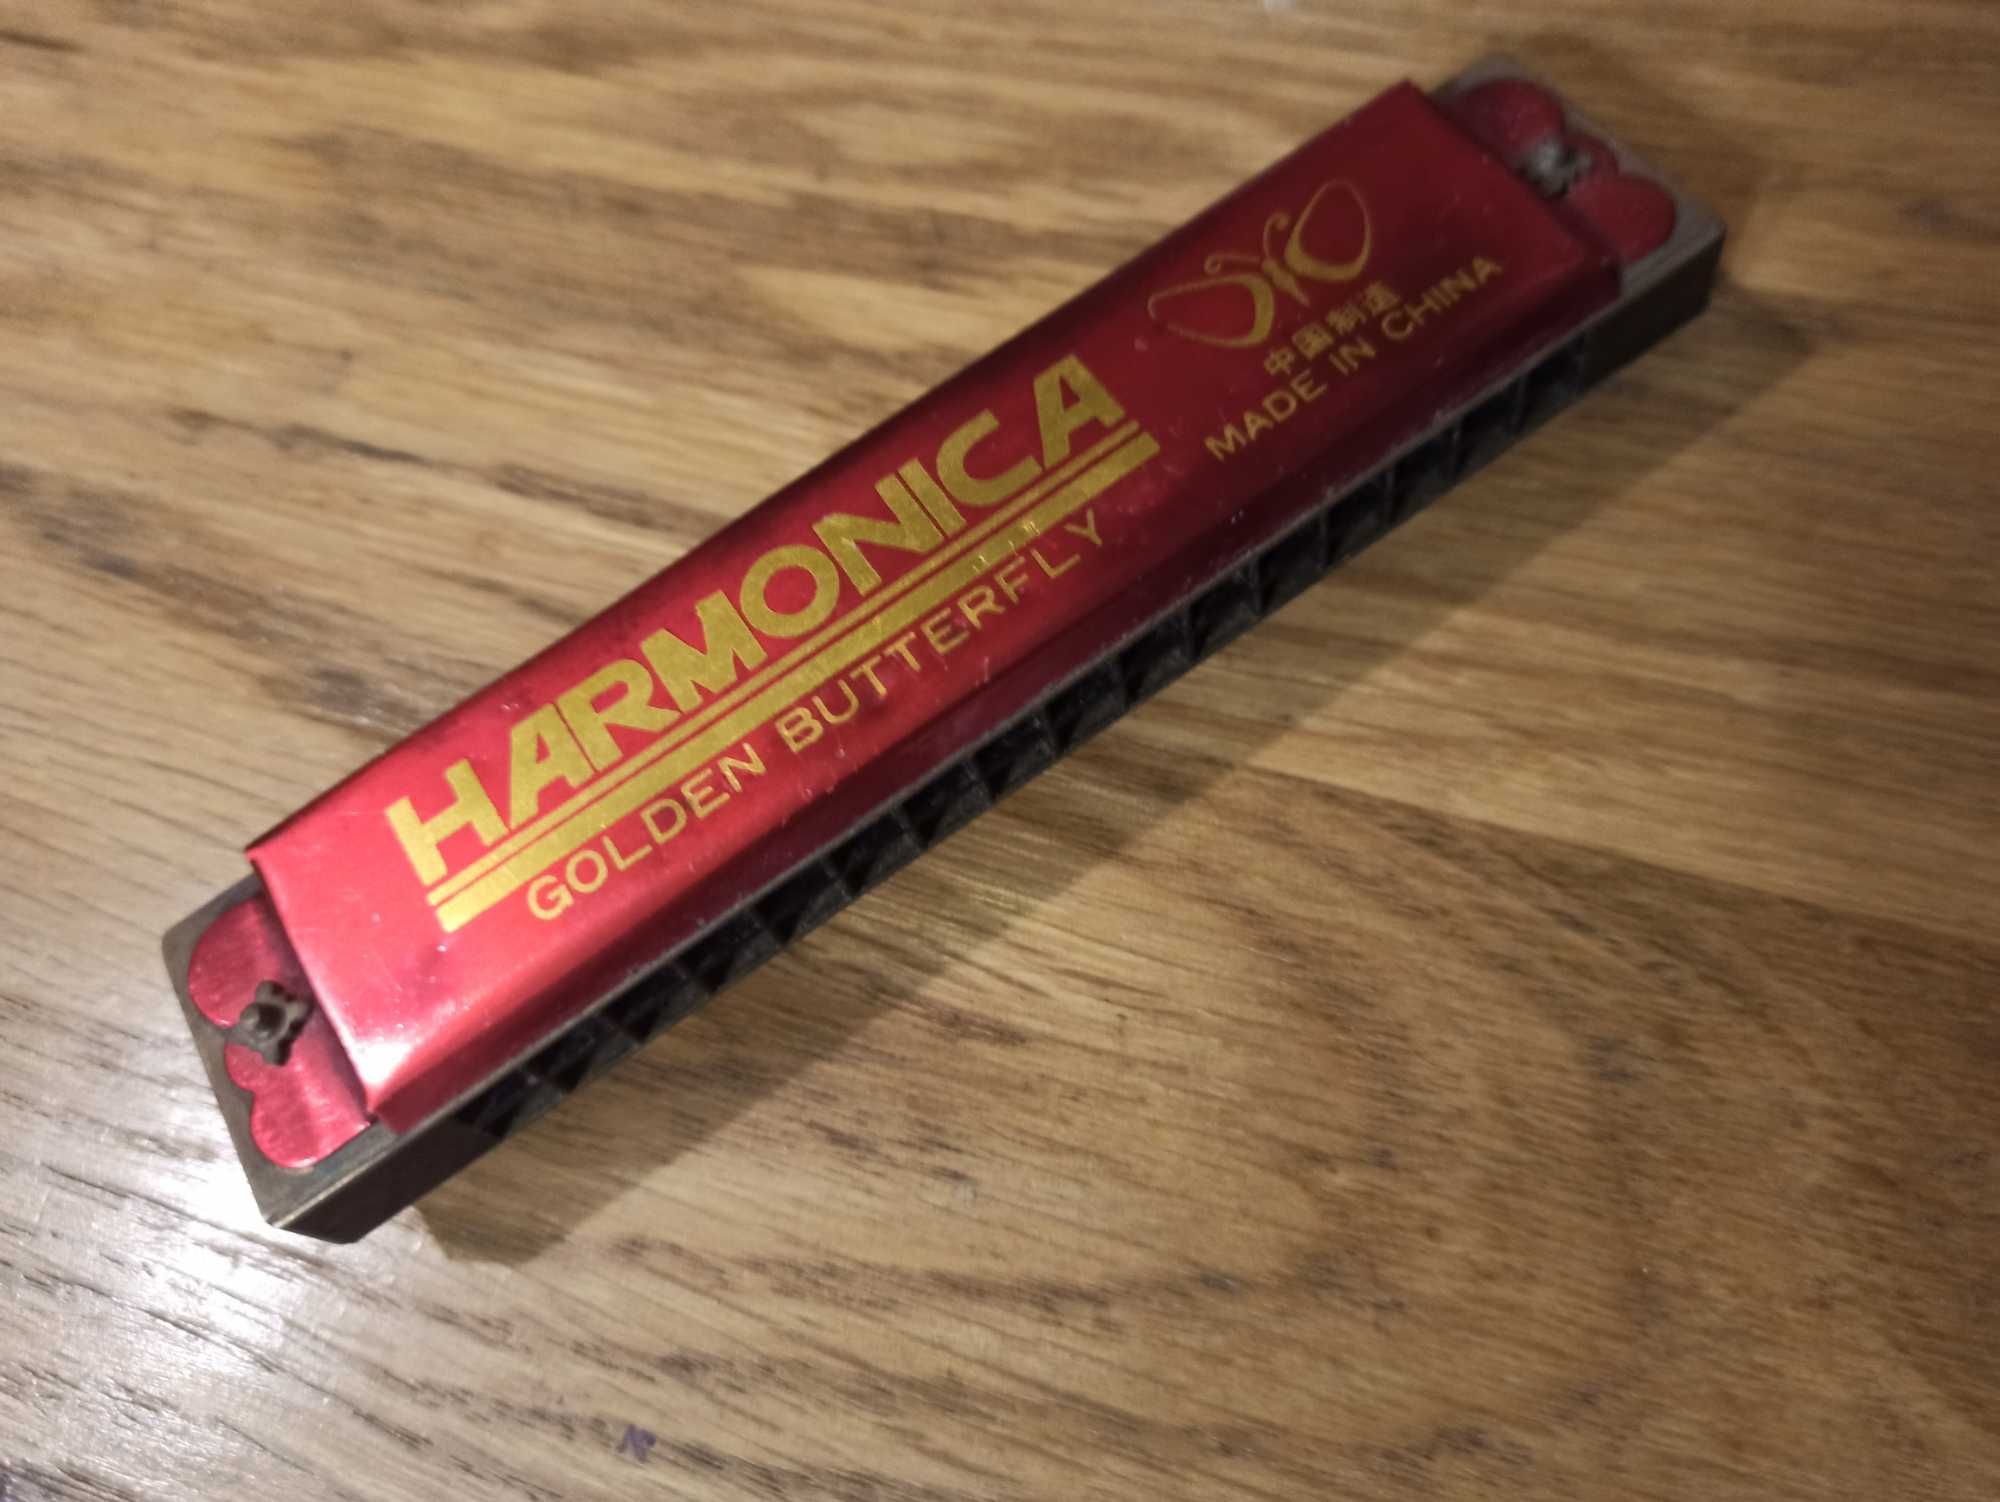 HARMONICA
GOLDEN BUTTERFLY
中国制造
MADE IN CHINA